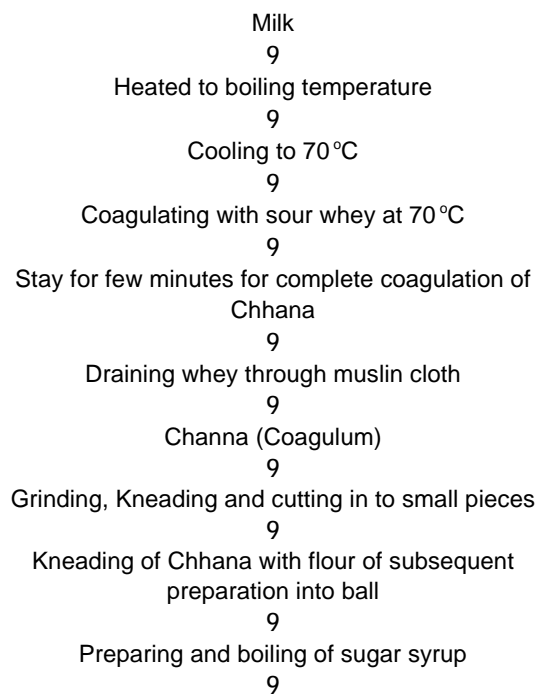 Milk
9
Heated to boiling temperature
9
Cooling to 70 °C
9
Coagulating with sour whey at 70 °C
9
Stay for few minutes for complete coagulation of
Chhana
9
Draining whey through muslin cloth
9
Channa (Coagulum)
9
Grinding, Kneading and cutting in to small pieces
9
Kneading of Chhana with flour of subsequent
preparation into ball
9
Preparing and boiling of sugar syrup
9